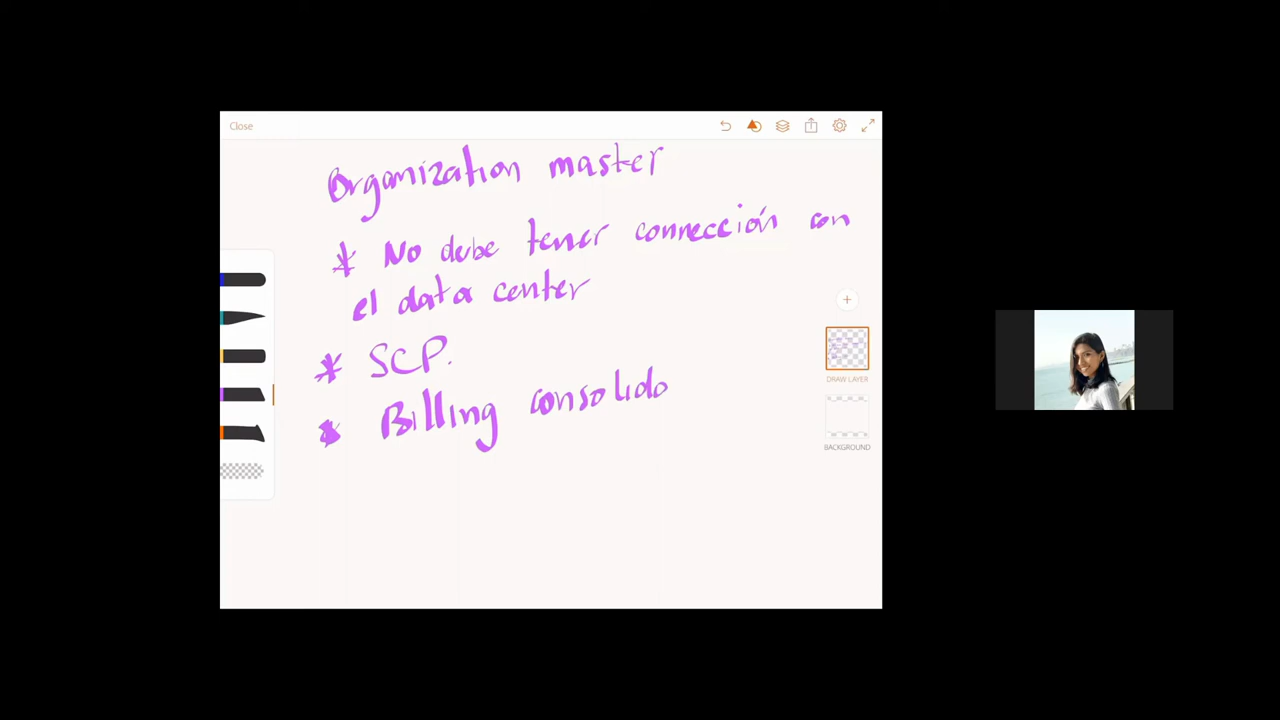 Close
Organization master
* No debe tener connección con
el data center
* SCP.
* Billing consolido
DRAW LAYER
BACKGROUND